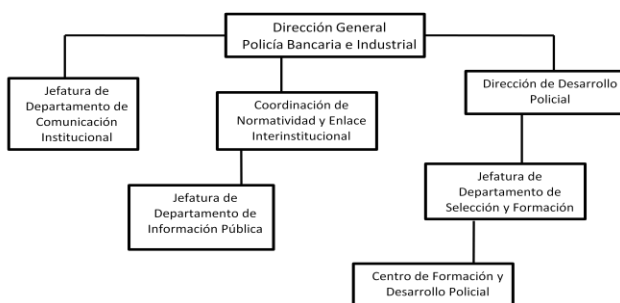 Dirección General
Policía Bancaria e Industrial
Jefatura de
Departamento de
Comunicación
Institucional
Coordinación de
Normatividad y Enlace
Interinstitucional
Dirección de Desarrollo
Policial
Jefatura de
Departamento de
Información Pública
Jefatura de
Departamento de
Selección y Formación
Centro de Formación y
Desarrollo Policial